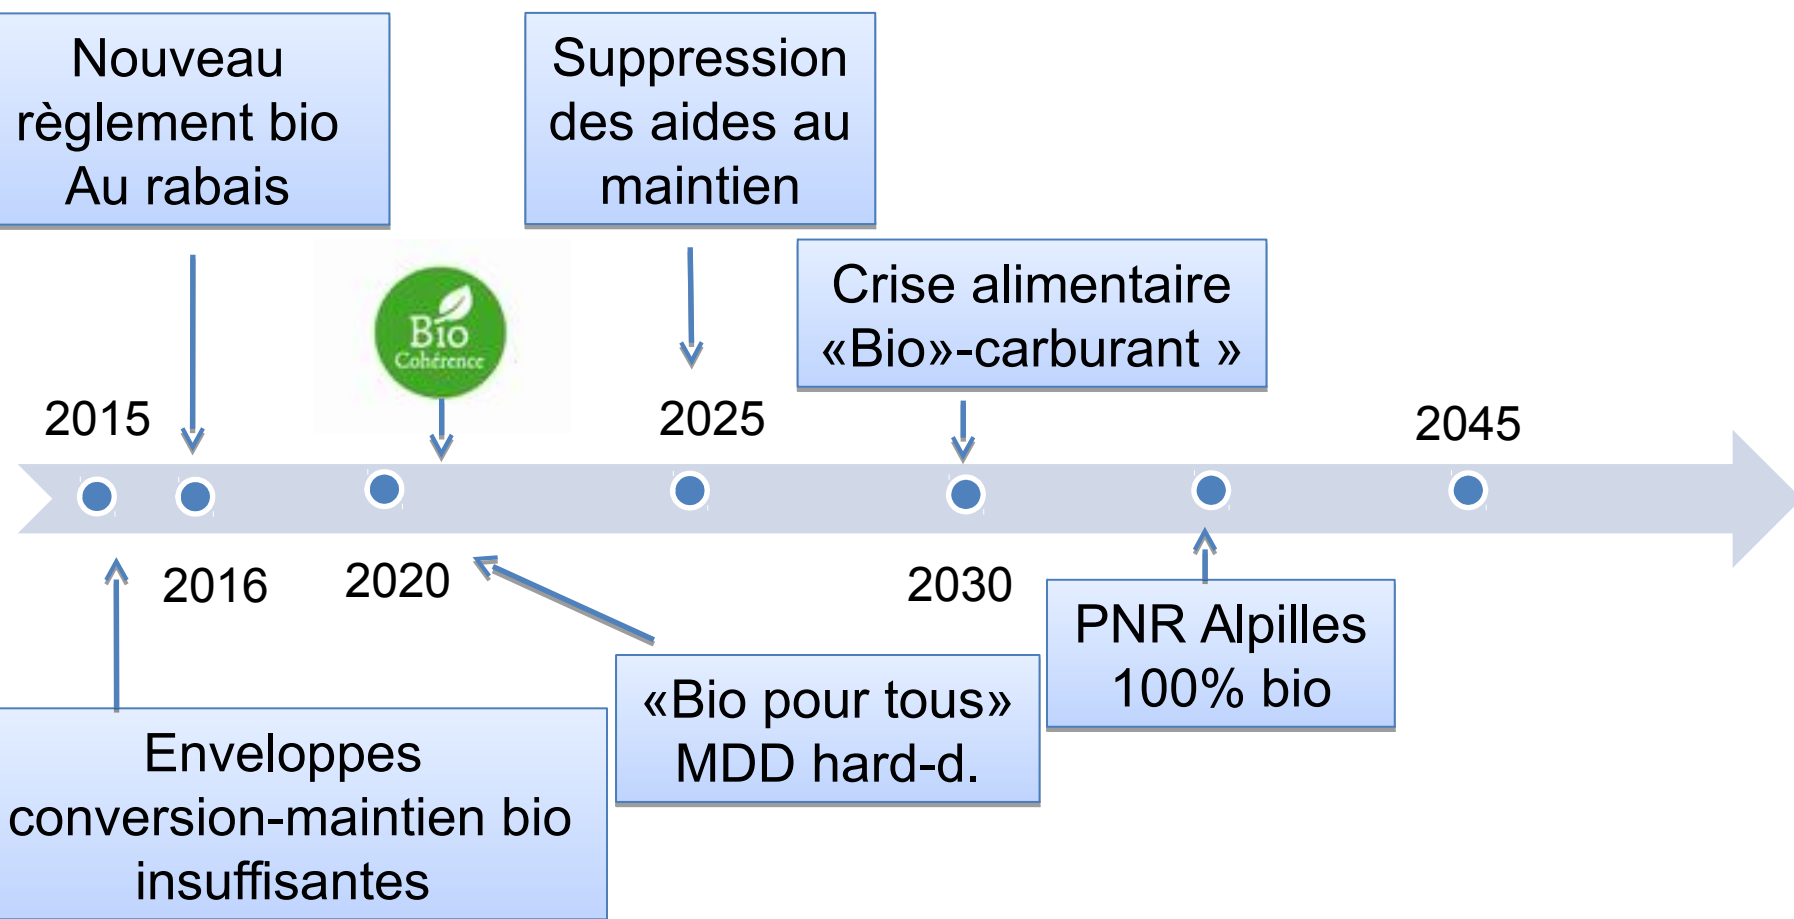 Nouveau
règlement bio
Au rabais
Suppression
des aides au
maintien
Bio
Cohérence
Crise alimentaire
«Bio»-carburant »
2015
2025
2045
2016
2020
2030
PNR Alpilles
100% bio
«Bio pour tous»
MDD hard-d.
Enveloppes
conversion-maintien bio
insuffisantes